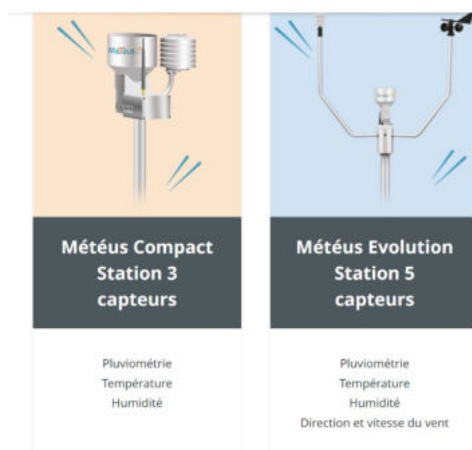 Météus
Météus Compact
Station 3
capteurs
Pluviométrie
Température
Humidité
Météus Evolution
Station 5
capteurs
Pluviométrie
Température
Humidité
Direction et vitesse du vent